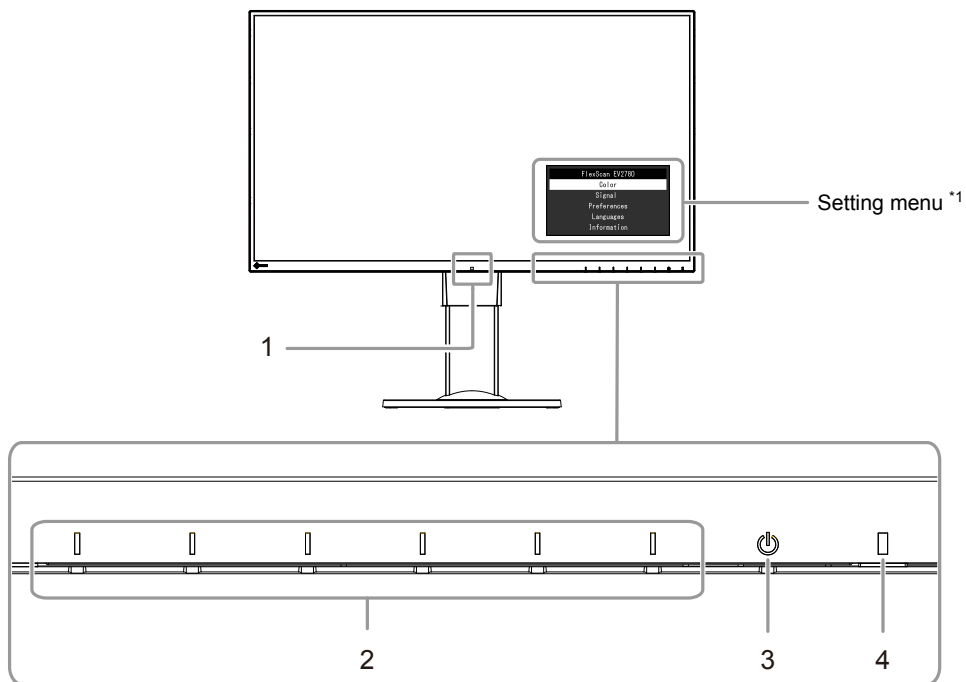 FlexScan EV2780
Color
Signal
Preferences
Languages
Information
Setting menu *1
1
2
3
4